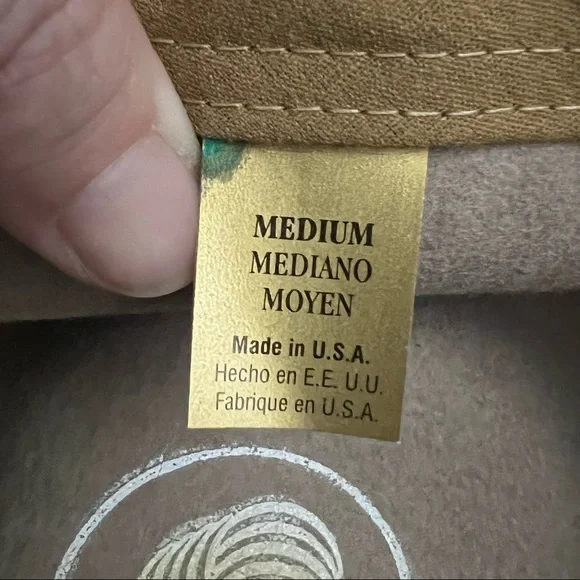 MEDIUM
MEDIANO
MOYEN
Made in U.S.A.
Hecho en E.E. U.U.
Fabrique en U.S.A.